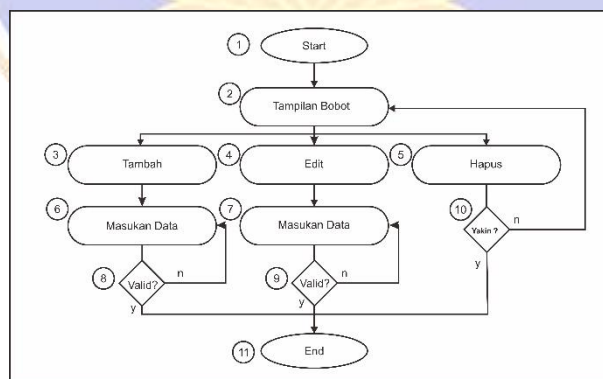 1
Start
2
Tampilan Bobot
3
Tambah
4
Edit
5
Hapus
6
Masukan Data
7
Masukan Data
10
Yakin ?
n
8
Valid?
n
y
9
Valid?
n
y
y
11
End